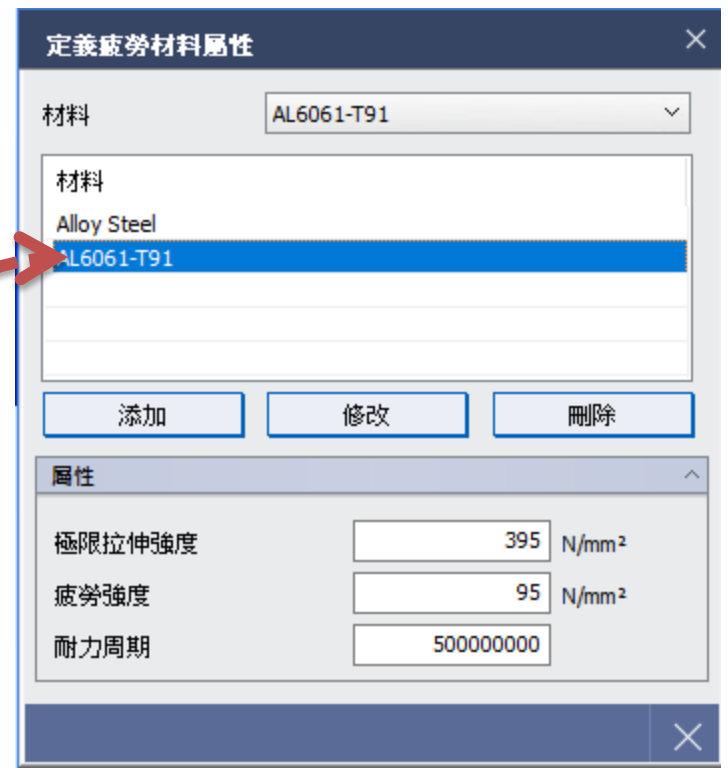 定義疲勞材料屬性
材料 AL6061-T91
材料
Alloy Steel
AL6061-T91
添加 修改 刪除
屬性
極限拉伸強度 395 N/mm²
疲勞強度 95 N/mm²
耐力周期 500000000